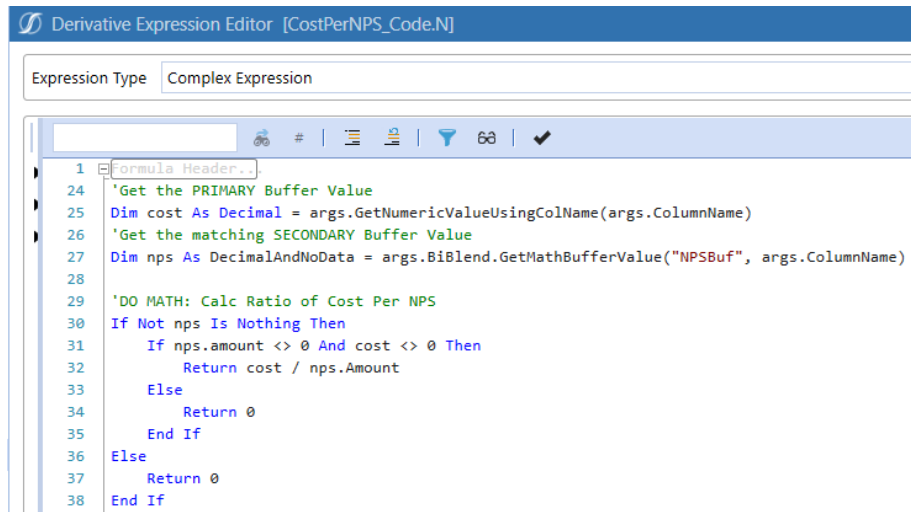 Derivative Expression Editor [CostPerNPS_Code.N]
Expression Type Complex Expression
#
1 Formula Header...
24 'Get the PRIMARY Buffer Value
25 Dim cost As Decimal = args.GetNumericValueUsingColName(args.ColumnName)
26 'Get the matching SECONDARY Buffer Value
27 Dim nps As DecimalAndNoData = args.BiBlend.GetMathBufferValue("NPSBuf", args.ColumnName)
28
29 'DO MATH: Calc Ratio of Cost Per NPS
30 If Not nps Is Nothing Then
31 If nps.amount <> 0 And cost <> 0 Then
32 Return cost / nps.Amount
33 Else
34 Return 0
35 End If
36 Else
37 Return 0
38 End If